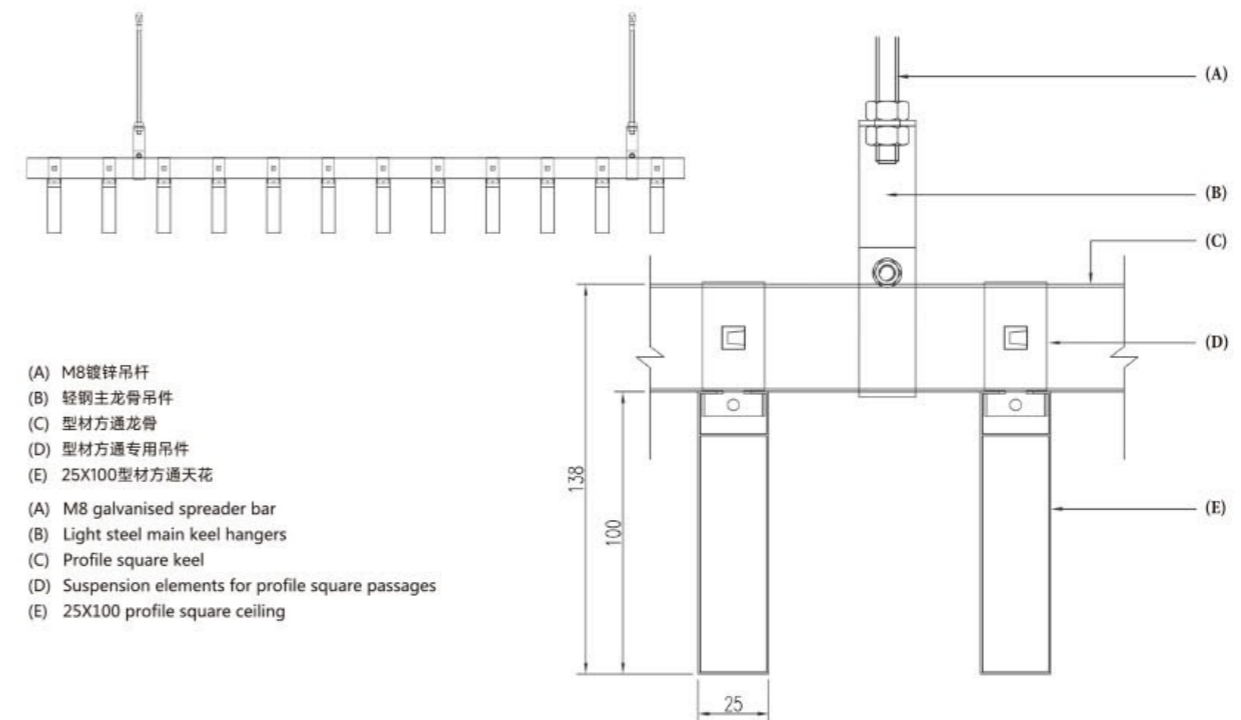 (A)
(B)
(C)
(D)
(E)
138
100
25
(A) M8镀锌吊杆
(B) 轻钢主龙骨吊件
(C) 型材方通龙骨
(D) 型材方通专用吊件
(E) 25X100型材方通天花
(A) M8 galvanised spreader bar
(B) Light steel main keel hangers
(C) Profile square keel
(D) Suspension elements for profile square passages
(E) 25X100 profile square ceiling